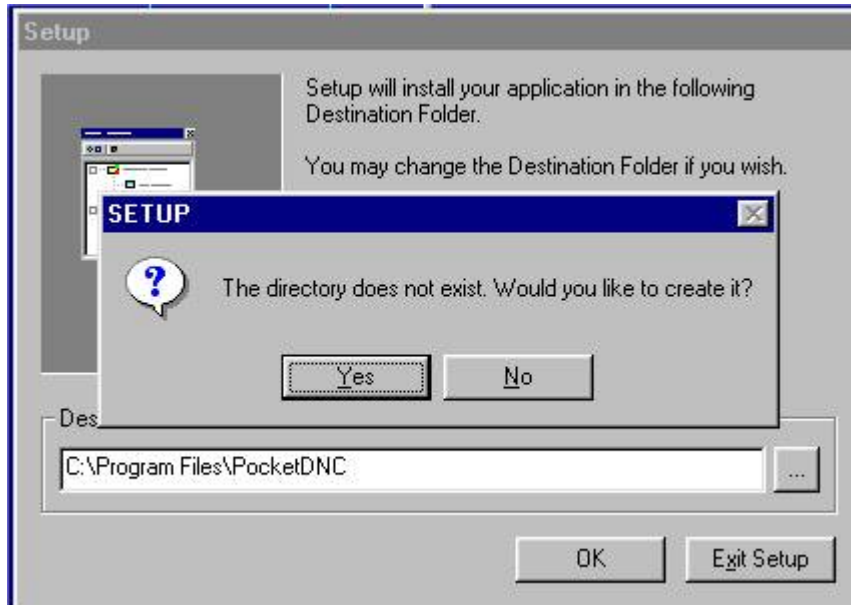 Setup
Setup will install your application in the following
Destination Folder.
You may change the Destination Folder if you wish.
SETUP
The directory does not exist. Would you like to create it?
Yes
No
Des
C:\Program Files\PocketDNC
...
OK
Exit Setup